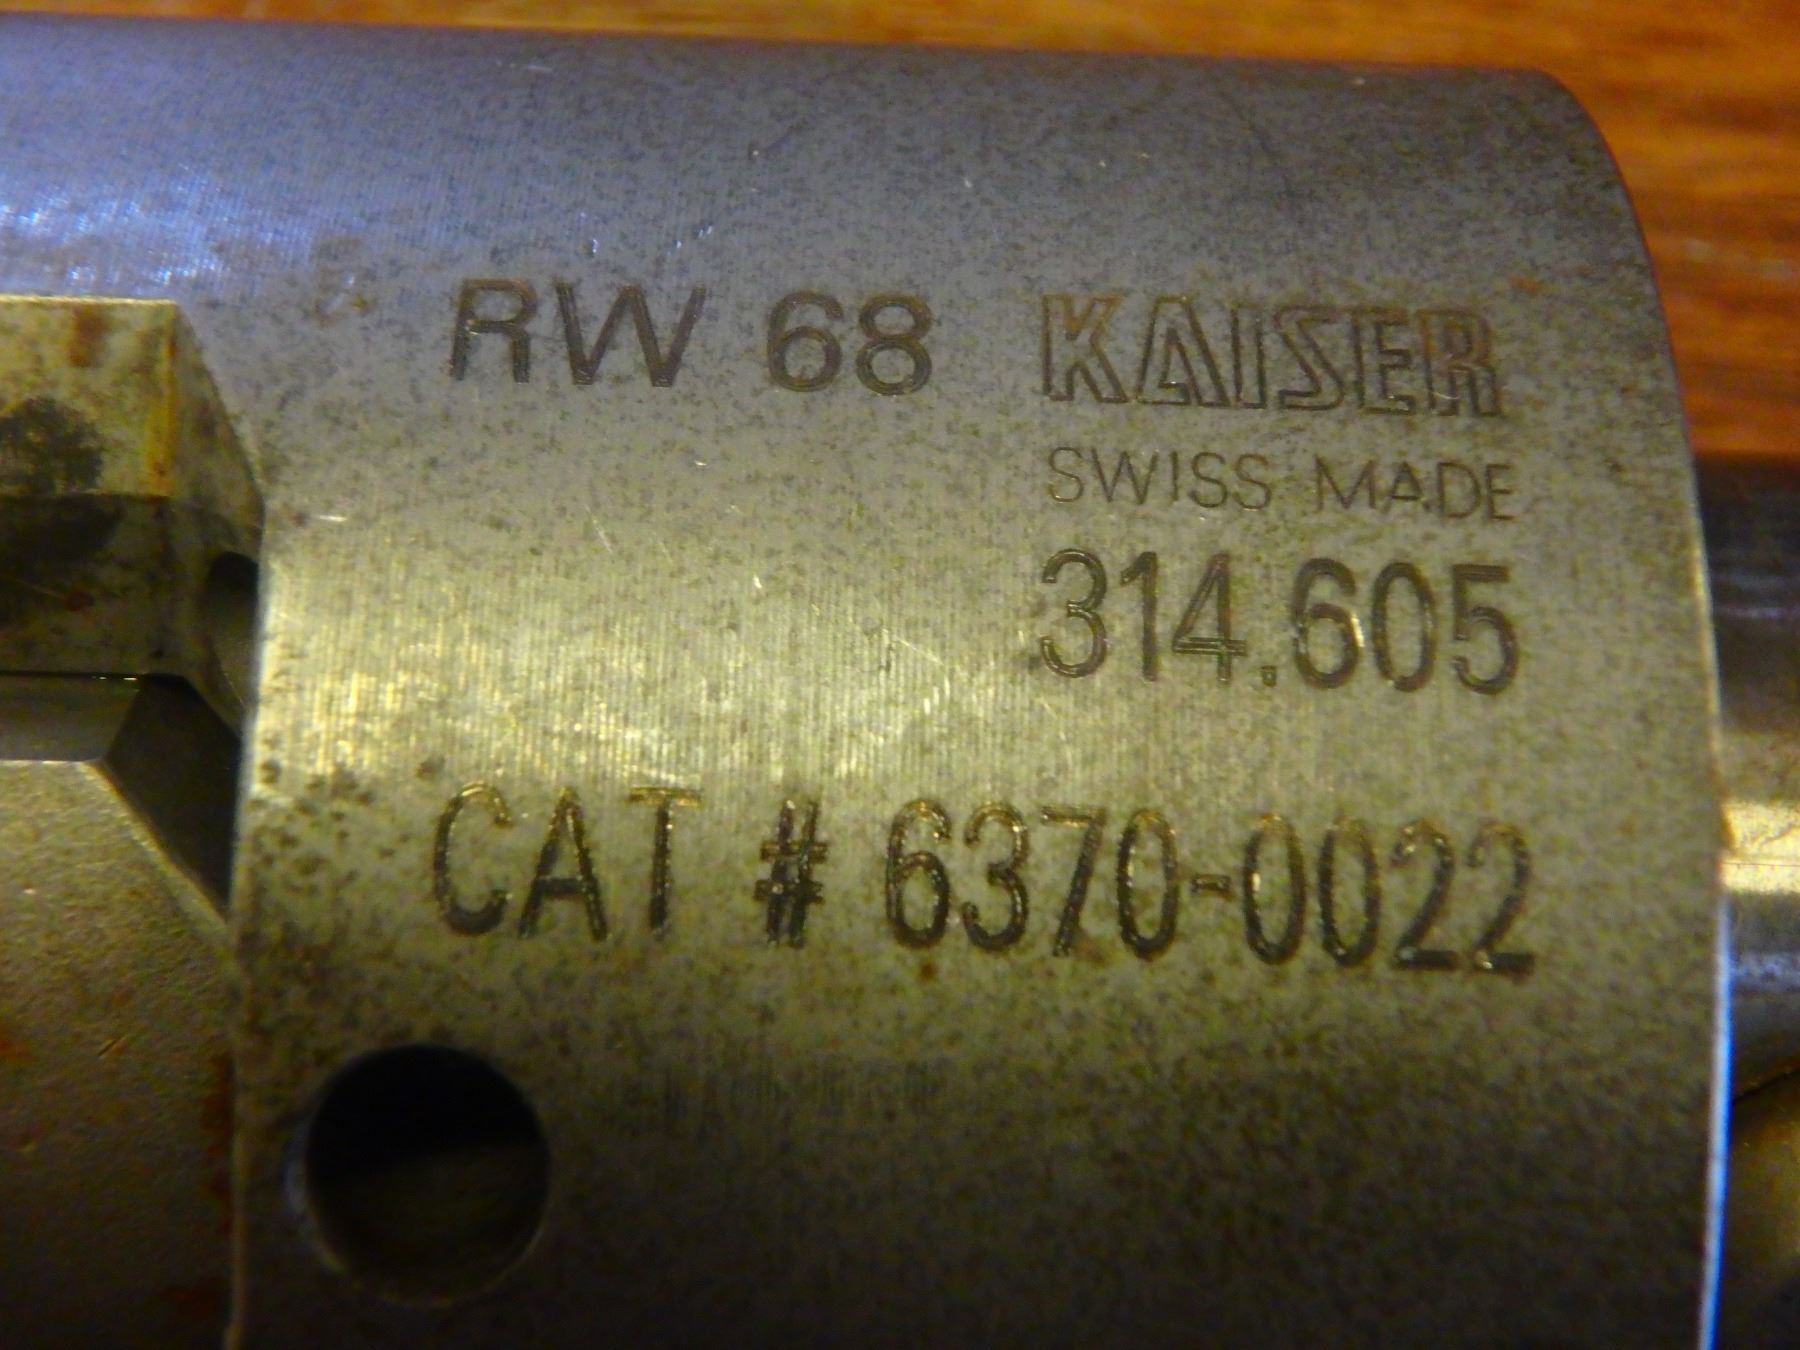 RW 68 KAISER
SWISS MADE
314.605
CAT # 6370-0022